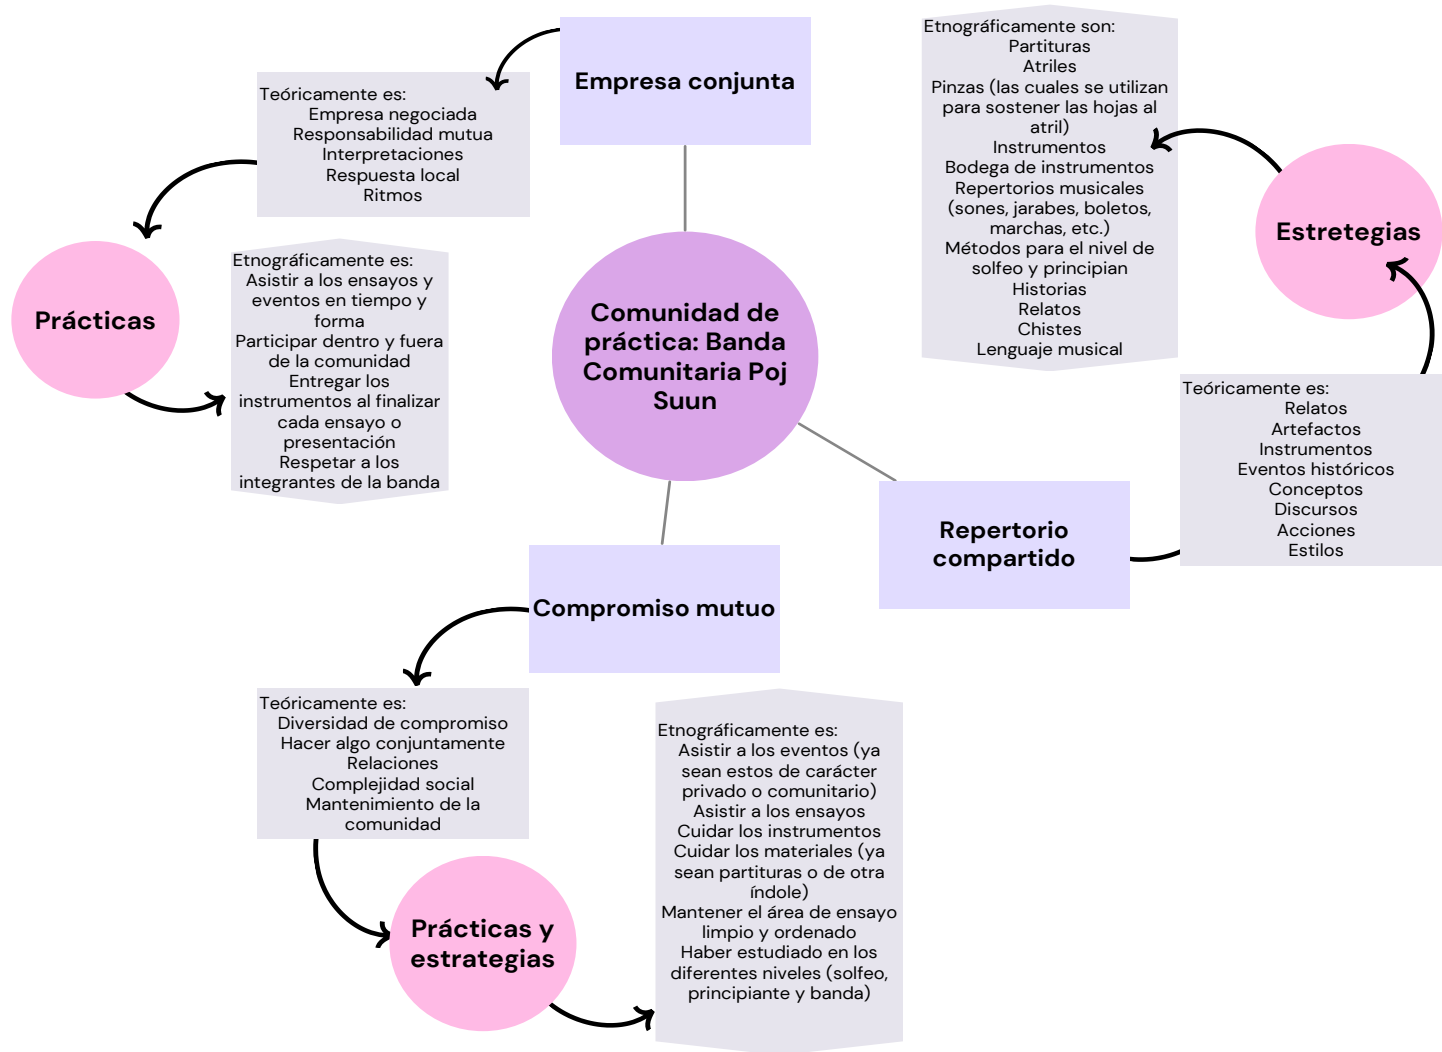 Empresa conjunta
Teóricamente es:
Empresa negociada
Responsabilidad mutua
Interpretaciones
Respuesta local
Ritmos
Prácticas
Etnográficamente es:
Asistir a los ensayos y
eventos en tiempo y
forma
Participar dentro y fuera
de la comunidad
Entregar los
instrumentos al finalizar
cada ensayo o
presentación
Respetar a los
integrantes de la banda
Comunidad de
práctica: Banda
Comunitaria Poj
Suun
Etnográficamente son:
Partituras
Atriles
Pinzas (las cuales se utilizan
para sostener las hojas al
atril)
Instrumentos
Bodega de instrumentos
Repertorios musicales
(sones, jarabes, boletos,
marchas, etc.)
Métodos para el nivel de
solfeo y principian
Historias
Relatos
Chistes
Lenguaje musical
Estretegias
Teóricamente es:
Relatos
Artefactos
Instrumentos
Eventos históricos
Conceptos
Discursos
Acciones
Estilos
Repertorio
compartido
Compromiso mutuo
Teóricamente es:
Diversidad de compromiso
Hacer algo conjuntamente
Relaciones
Complejidad social
Mantenimiento de la
comunidad
Prácticas y
estrategias
Etnográficamente es:
Asistir a los eventos (ya
sean estos de carácter
privado o comunitario)
Asistir a los ensayos
Cuidar los instrumentos
Cuidar los materiales (ya
sean partituras o de otra
índole)
Mantener el área de ensayo
limpio y ordenado
Haber estudiado en los
diferentes niveles (solfeo,
principiante y banda)